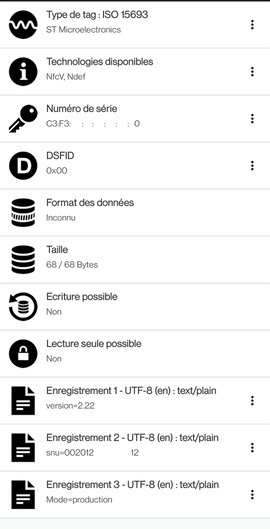 Type de tag : ISO 15693
ST Microelectronics
Technologies disponibles
NfcV, Ndef
Numéro de série
C3:F3: : : : : : 0
DSFID
0x00
Format des données
Inconnu
Taille
68 / 68 Bytes
Ecriture possible
Non
Lecture seule possible
Non
Enregistrement 1 - UTF-8 (en) : text/plain
version=2.22
Enregistrement 2 - UTF-8 (en) : text/plain
snu=002012 12
Enregistrement 3 - UTF-8 (en) : text/plain
Mode=production